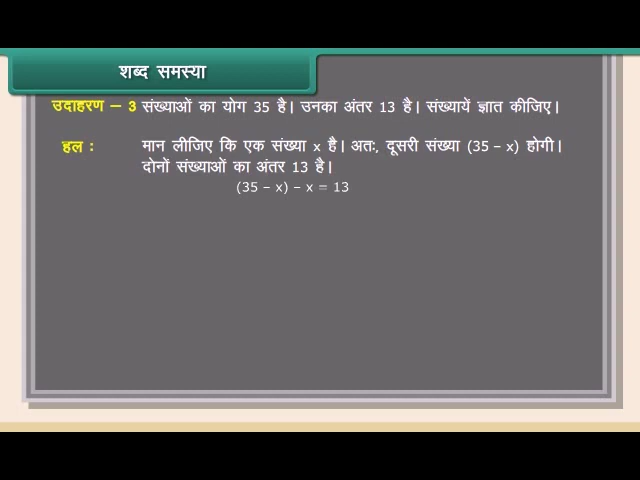 शब्द समस्या
उदाहरण – 3 संख्याओं का योग 35 है। उनका अंतर 13 है। संख्यायें ज्ञात कीजिए।
हल : मान लीजिए कि एक संख्या x है। अतः, दूसरी संख्या (35 – x) होगी।
दोनों संख्याओं का अंतर 13 है।
(35 – x) – x = 13